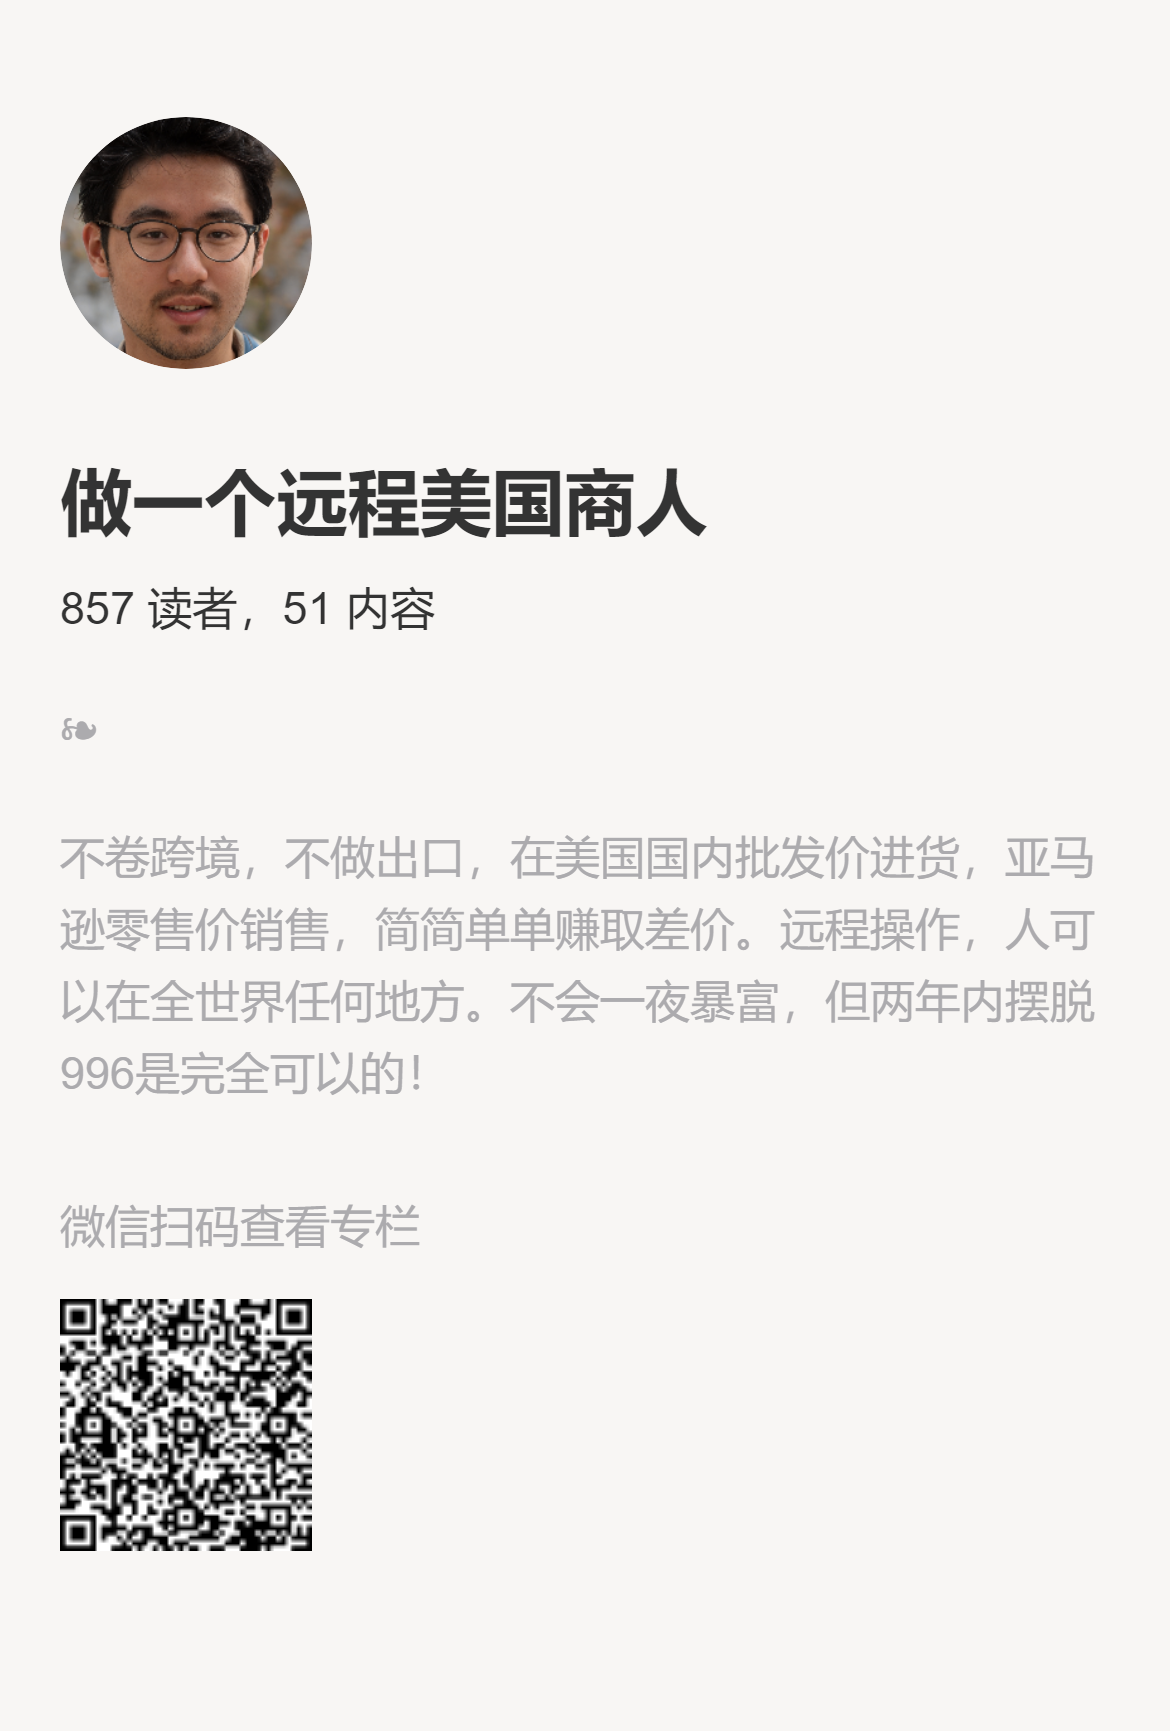 做一个远程美国商人
857 读者，51 内容
❧
不卷跨境，不做出口，在美国国内批发价进货，亚马
逊零售价销售，简简单单赚取差价。远程操作，人可
以在全世界任何地方。不会一夜暴富，但两年内摆脱
996是完全可以的！
微信扫码查看专栏